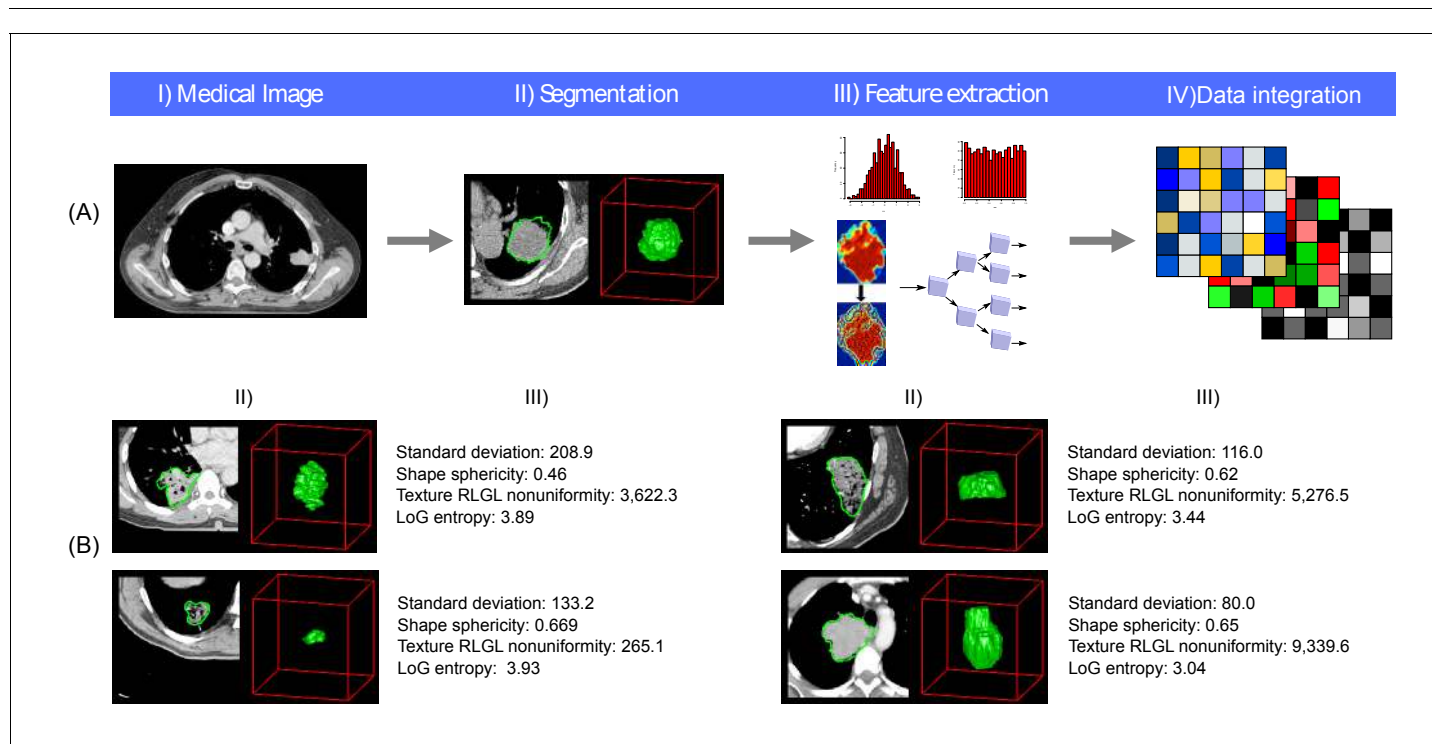 I) Medical Image
II) Segmentation
III) Feature extraction
IV)Data integration
(A)
II)
III)
II)
III)
(B)
Standard deviation: 208.9
Shape sphericity: 0.46
Texture RLGL nonuniformity: 3,622.3
LoG entropy: 3.89
Standard deviation: 116.0
Shape sphericity: 0.62
Texture RLGL nonuniformity: 5,276.5
LoG entropy: 3.44
Standard deviation: 133.2
Shape sphericity: 0.669
Texture RLGL nonuniformity: 265.1
LoG entropy:  3.93
Standard deviation: 80.0
Shape sphericity: 0.65
Texture RLGL nonuniformity: 9,339.6
LoG entropy: 3.04